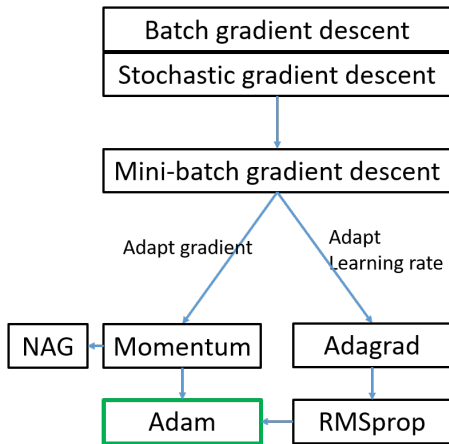 Batch gradient descent
Stochastic gradient descent
Mini-batch gradient descent
Adapt gradient
Adapt
Learning rate
NAG
Momentum
Adagrad
Adam
RMSprop